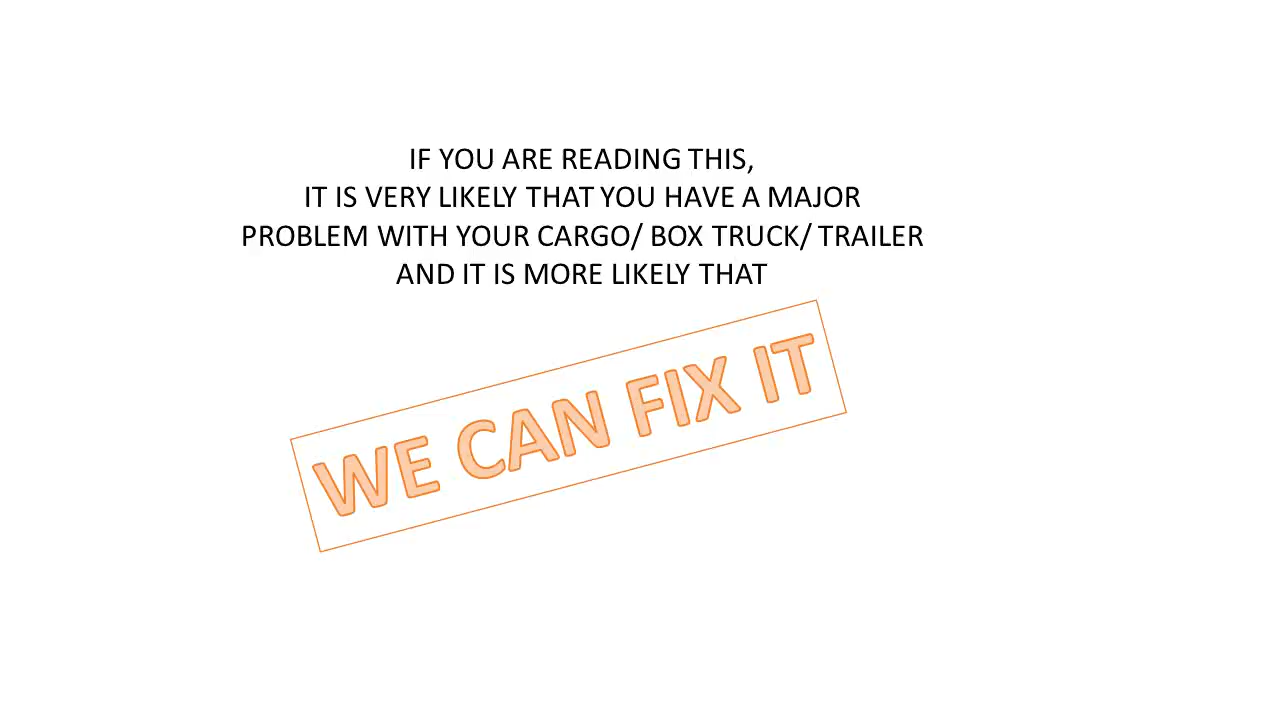 IF YOU ARE READING THIS,
IT IS VERY LIKELY THAT YOU HAVE A MAJOR
PROBLEM WITH YOUR CARGO/ BOX TRUCK/ TRAILER
AND IT IS MORE LIKELY THAT
WE CAN FIX IT